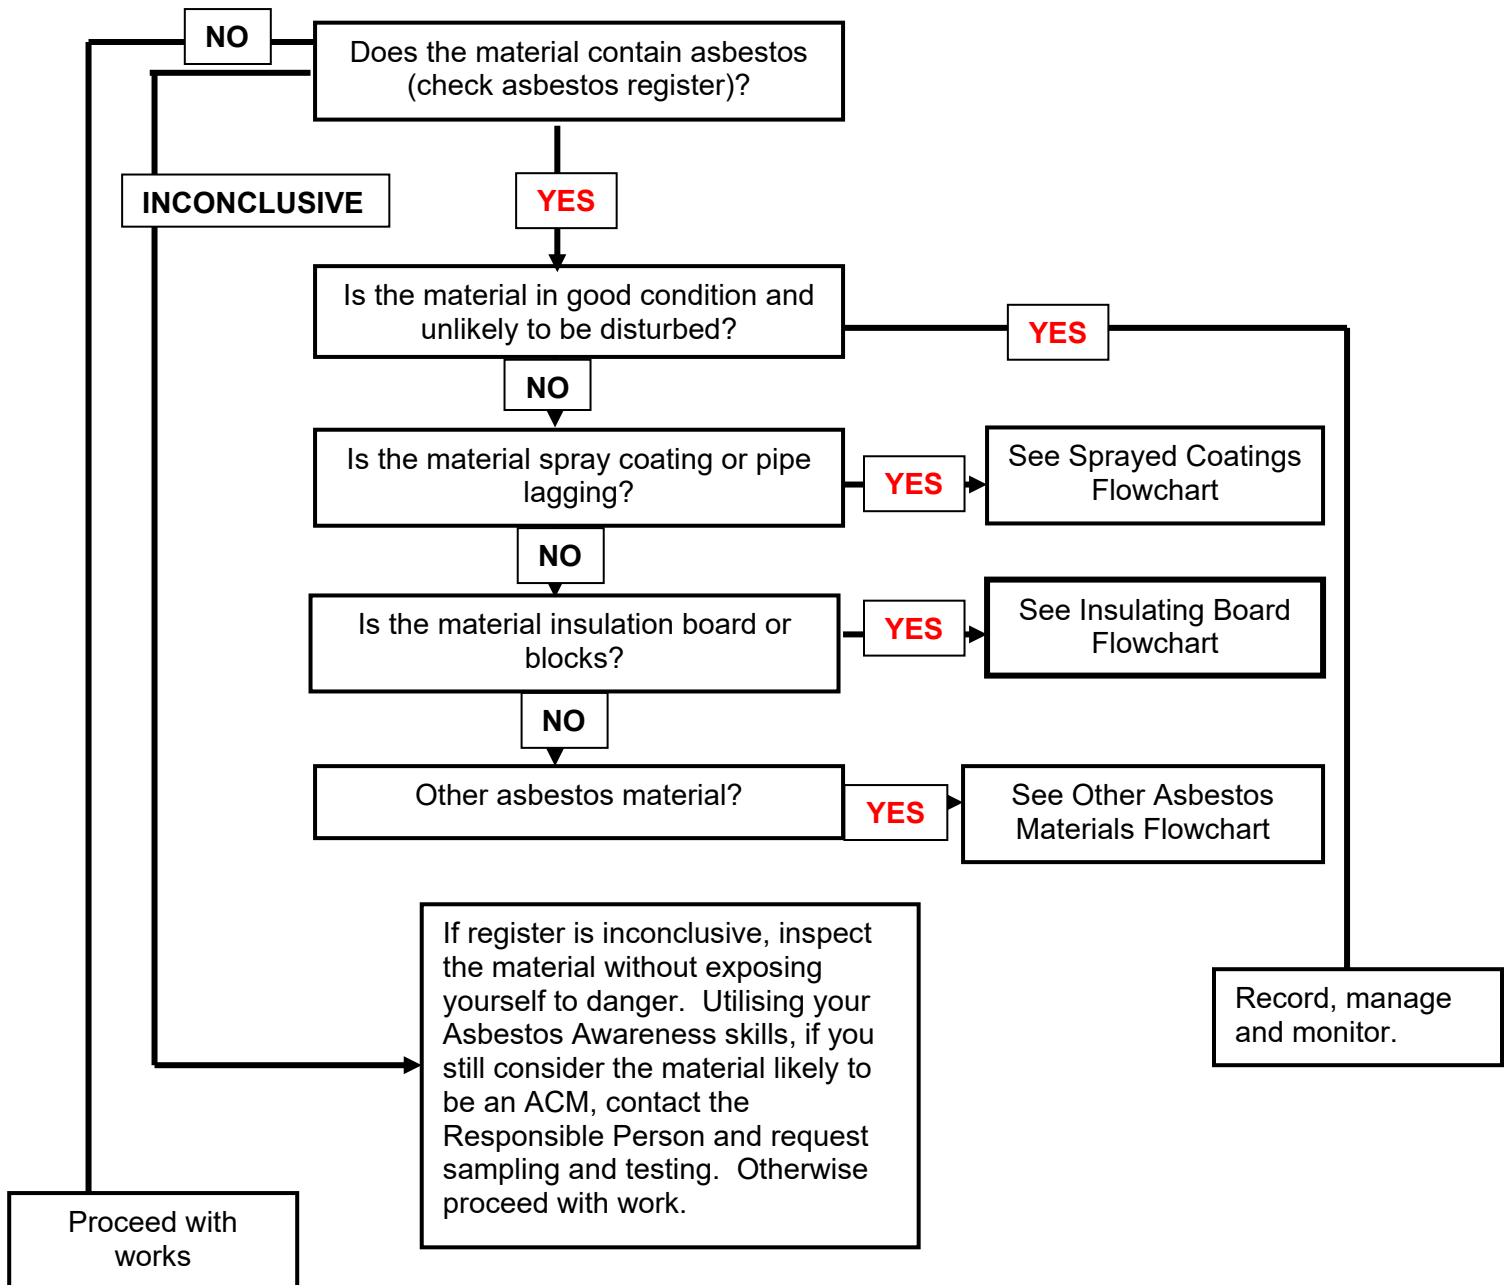 NO
Does the material contain asbestos
(check asbestos register)?
INCONCLUSIVE
YES
Is the material in good condition and
unlikely to be disturbed?
YES
NO
Is the material spray coating or pipe
lagging?
YES
See Sprayed Coatings
Flowchart
NO
Is the material insulation board or
blocks?
YES
See Insulating Board
Flowchart
NO
Other asbestos material?
YES
See Other Asbestos
Materials Flowchart
If register is inconclusive, inspect
the material without exposing
yourself to danger.  Utilising your
Asbestos Awareness skills, if you
still consider the material likely to
be an ACM, contact the
Responsible Person and request
sampling and testing.  Otherwise
proceed with work.
Record, manage
and monitor.
Proceed with
works